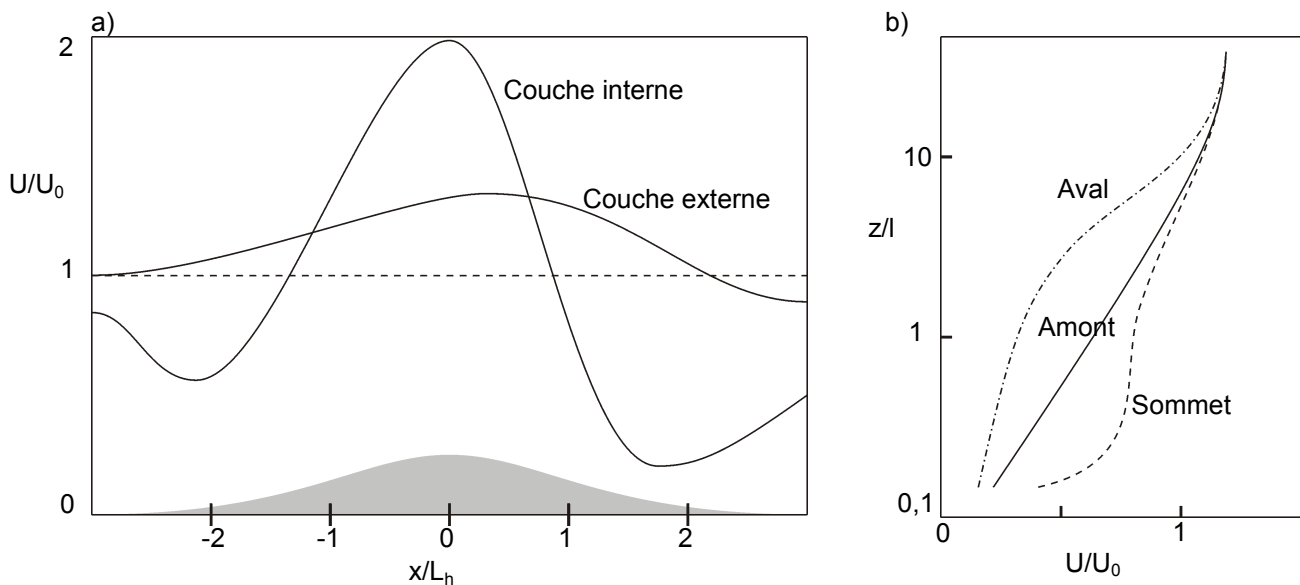 a)
2
Couche interne
U/U₀
Couche externe
1
0
-2 -1 0 1 2
x/Lₕ
b)
10
Aval
z/l
Amont
1
Sommet
0.1
0 1
U/U₀